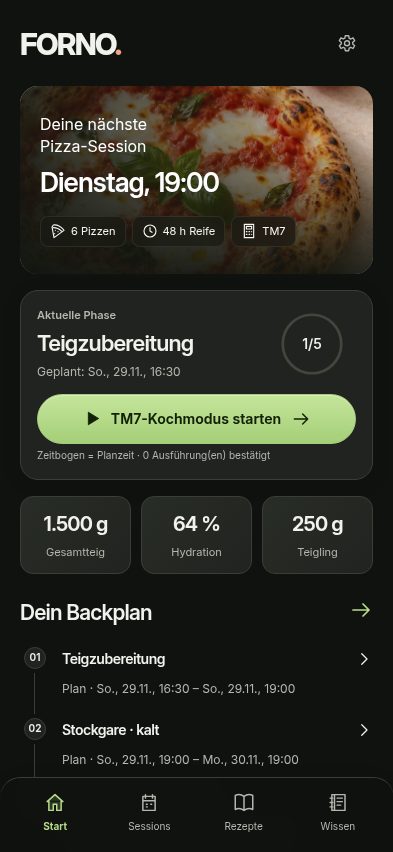 FORNO.
Deine nächste
Pizza-Session
Dienstag, 19:00
6 Pizzen
48 h Reife
TM7
Aktuelle Phase
Teigzubereitung
Geplant: So., 29.11., 16:30
1/5
TM7-Kochmodus starten
Zeitbogen = Planzeit · 0 Ausführung(en) bestätigt
1.500 g
Gesamtteig
64 %
Hydration
250 g
Teigling
Dein Backplan
01
Teigzubereitung
Plan · So., 29.11., 16:30 – So., 29.11., 19:00
02
Stockgare · kalt
Plan · So., 29.11., 19:00 – Mo., 30.11., 19:00
Start
Sessions
Rezepte
Wissen